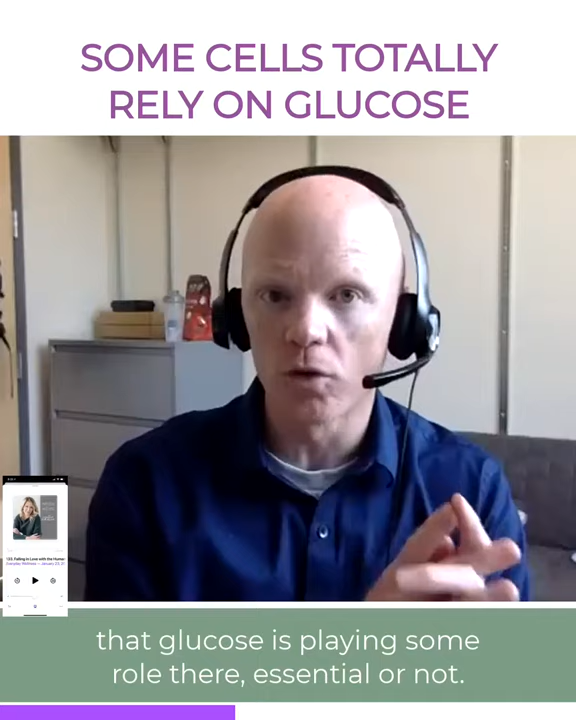 SOME CELLS TOTALLY
RELY ON GLUCOSE
that glucose is playing some
role there, essential or not.